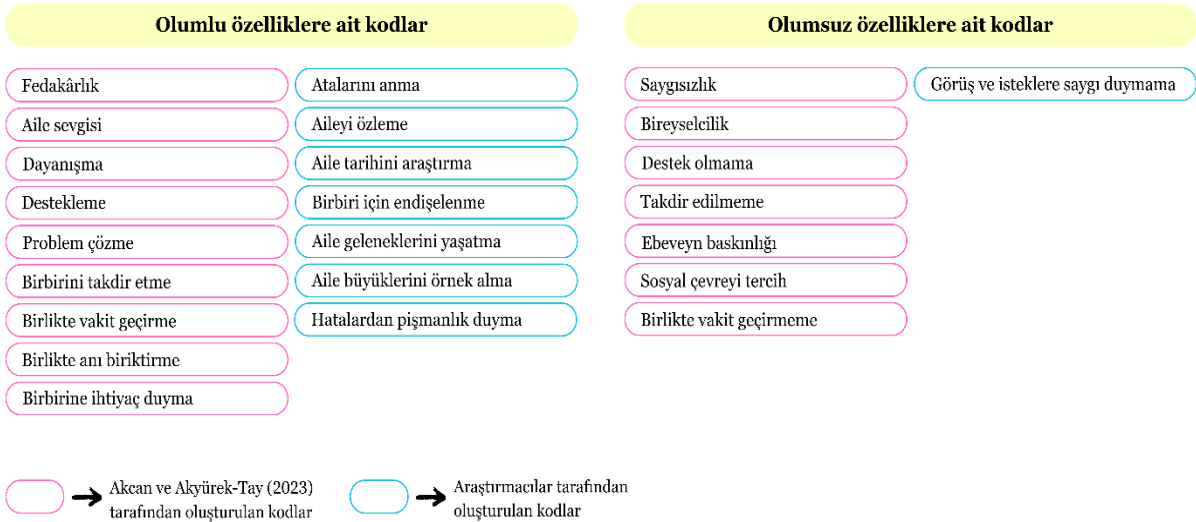 Olumlu özelliklere ait kodlar
Fedakârlık
Aile sevgisi
Dayanışma
Destekleme
Problem çözme
Birbirini takdir etme
Birlikte vakit geçirme
Birlikte anı biriktirme
Birbirine ihtiyaç duyma
Atalarını anma
Aileyi özleme
Aile tarihini araştırma
Birbiri için endişelenme
Aile geleneklerini yaşatma
Aile büyüklerini örnek alma
Hatalardan pişmanlık duyma
Olumsuz özelliklere ait kodlar
Saygısızlık
Bireyselcilik
Destek olmama
Takdir edilmeme
Ebeveyn baskınlığı
Sosyal çevreyi tercih
Birlikte vakit geçirmeme
Görüş ve isteklere saygı duymama
Akcan ve Akyürek-Tay (2023)
tarafından oluşturulan kodlar
Araştırmacılar tarafından
oluşturulan kodlar